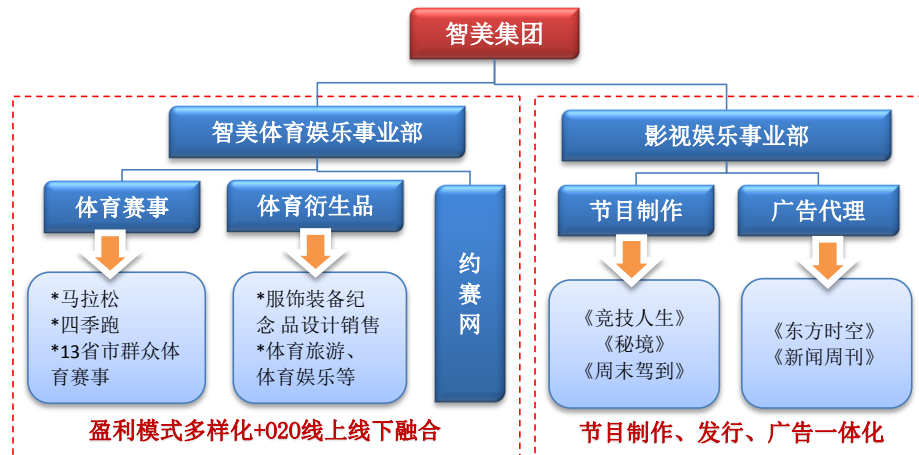 智美集团
智美体育娱乐事业部
影视娱乐事业部
体育赛事
体育衍生品
约赛网
节目制作
广告代理
*马拉松
*四季跑
*13省市群众体
育赛事
*服饰装备纪
念 品设计销售
*体育旅游、
体育娱乐等
《竞技人生》
《秘境》
《周末驾到》
《东方时空》
《新闻周刊》
盈利模式多样化+O2O线上线下融合
节目制作、发行、广告一体化